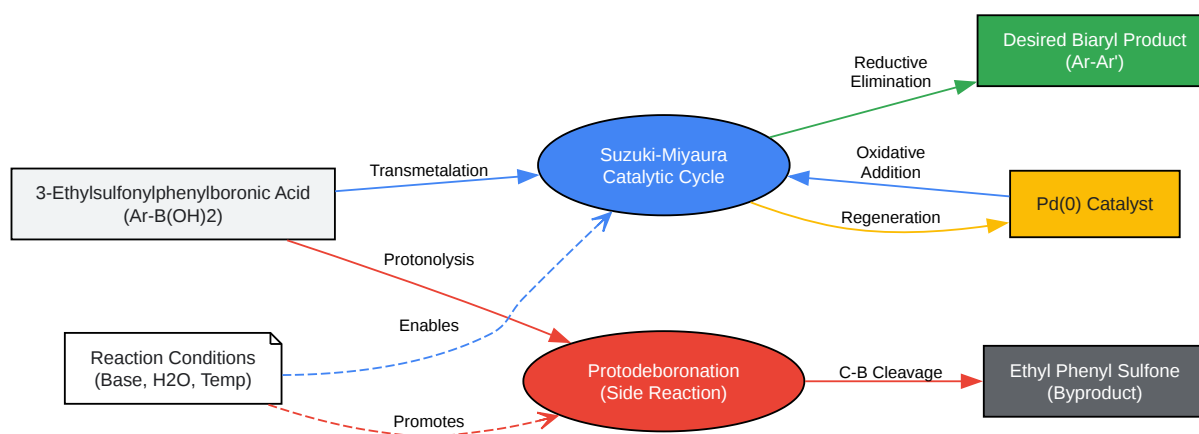 Desired Biaryl Product
(Ar-Ar')
Reductive
Elimination
Suzuki-Miyaura
Catalytic Cycle
Oxidative
Addition
Transmetalation
3-Ethylsulfonylphenylboronic Acid
(Ar-B(OH)2)
Pd(0) Catalyst
Regeneration
Protonolysis
Enables
Reaction Conditions
(Base, H2O, Temp)
Protodeboronation
(Side Reaction)
C-B Cleavage
Ethyl Phenyl Sulfone
(Byproduct)
Promotes